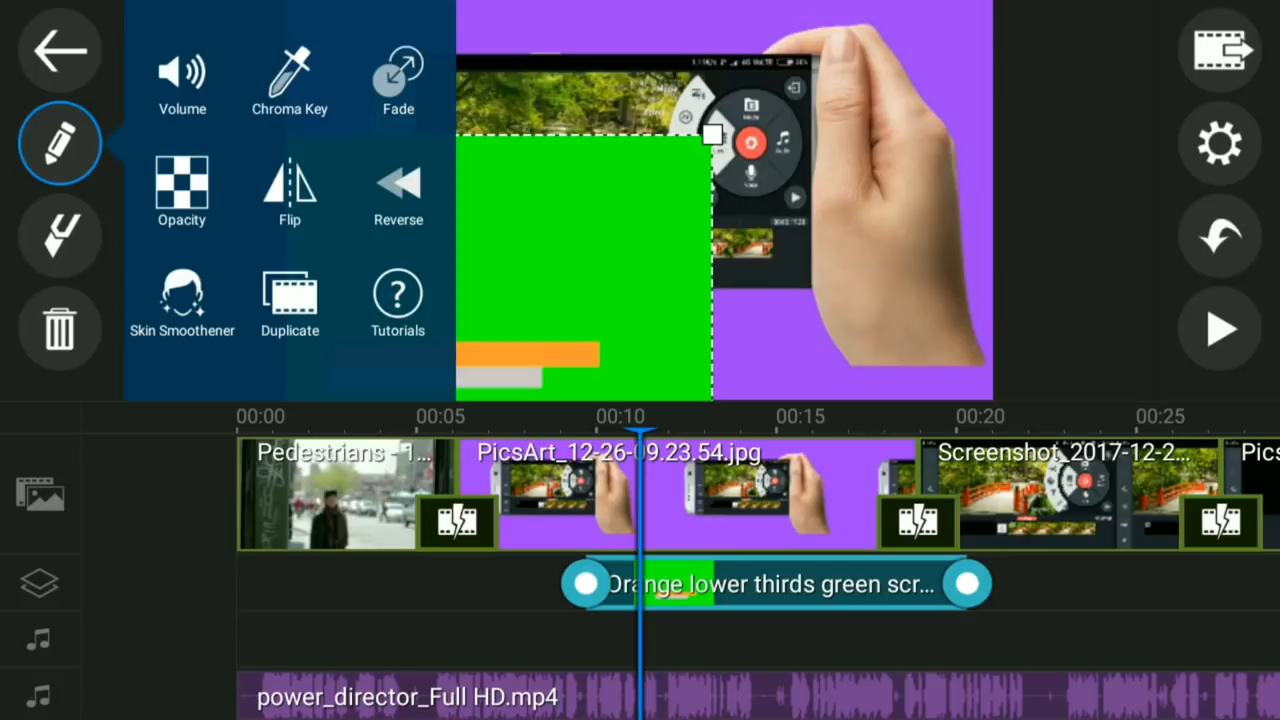 Volume
Chroma Key
Fade
Opacity
Flip
Reverse
Skin Smoothener
Duplicate
?
Tutorials
00:00
00:05
00:10
00:15
00:20
00:25
Pedestrians - 1...
PicsArt_12-26-09.23.54.jpg
Screenshot_2017-12-2...
Pics
Orange lower thirds green scr...
power_director_Full HD.mp4